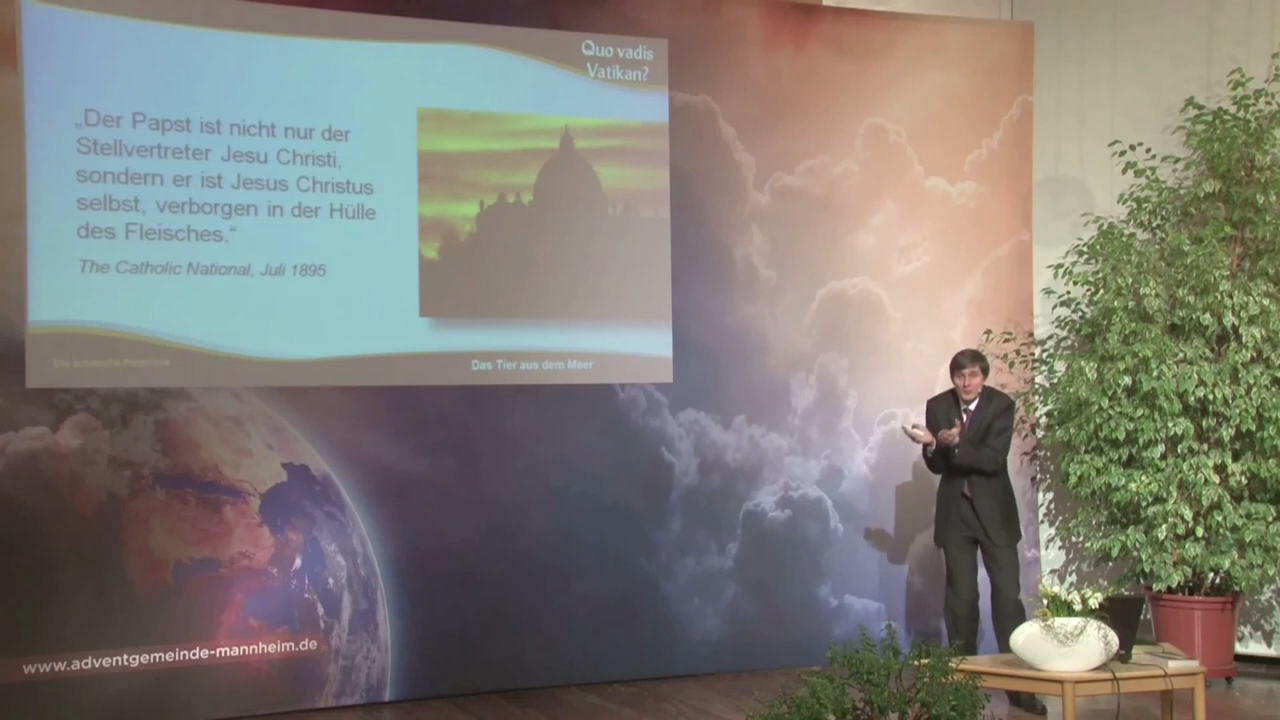 Quo vadis
Vatikan?
„Der Papst ist nicht nur der
Stellvertreter Jesu Christi,
sondern er ist Jesus Christus
selbst, verborgen in der Hülle
des Fleisches.“
The Catholic National, Juli 1895
Das Tier aus dem Meer
www.adventgemeinde-mannheim.de